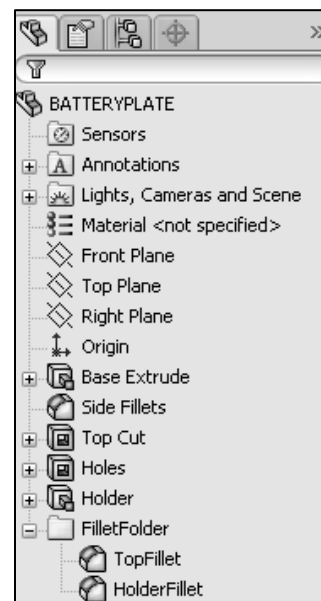 »
BATTERYPLATE
Sensors
A Annotations
Lights, Cameras and Scene
Material <not specified>
Front Plane
Top Plane
Right Plane
Origin
Base Extrude
Side Fillets
Top Cut
Holes
Holder
FilletFolder
TopFillet
HolderFillet